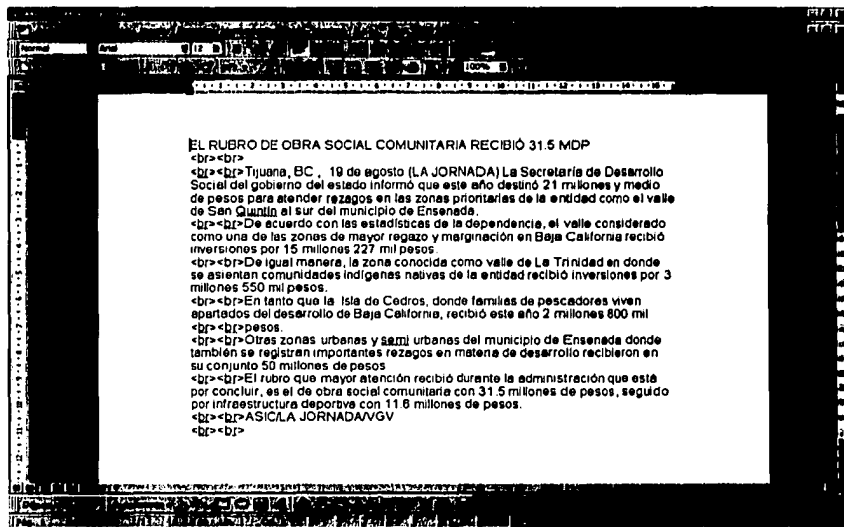 Normal Arial 12
100%
EL RUBRO DE OBRA SOCIAL COMUNITARIA RECIBIÓ 31.5 MDP
<br><br>
<br><br>Tijuana, BC , 19 de agosto (LA JORNADA) La Secretaría de Desarrollo
Social del gobierno del estado informó que este año destinó 21 millones y medio
de pesos para atender rezagos en las zonas prioritarias de la entidad como el valle
de San Quintín al sur del municipio de Ensenada.
<br><br>De acuerdo con las estadísticas de la dependencia, el valle considerado
como una de las zonas de mayor regazo y marginación en Baja California recibió
inversiones por 15 millones 227 mil pesos.
<br><br>De igual manera, la zona conocida como valle de La Trinidad en donde
se asientan comunidades indígenas nativas de la entidad recibió inversiones por 3
millones 550 mil pesos.
<br><br>En tanto que la Isla de Cedros, donde familias de pescadores viven
apartados del desarrollo de Baja California, recibió este año 2 millones 800 mil
<br><br>pesos.
<br><br>Otras zonas urbanas y semi urbanas del municipio de Ensenada donde
también se registran importantes rezagos en materia de desarrollo recibieron en
su conjunto 50 millones de pesos
<br><br>El rubro que mayor atención recibió durante la administración que está
por concluir, es el de obra social comunitaria con 31.5 millones de pesos, seguido
por infraestructura deportiva con 11.6 millones de pesos.
<br><br>ASIC/LA JORNADA/VGV
<br><br>